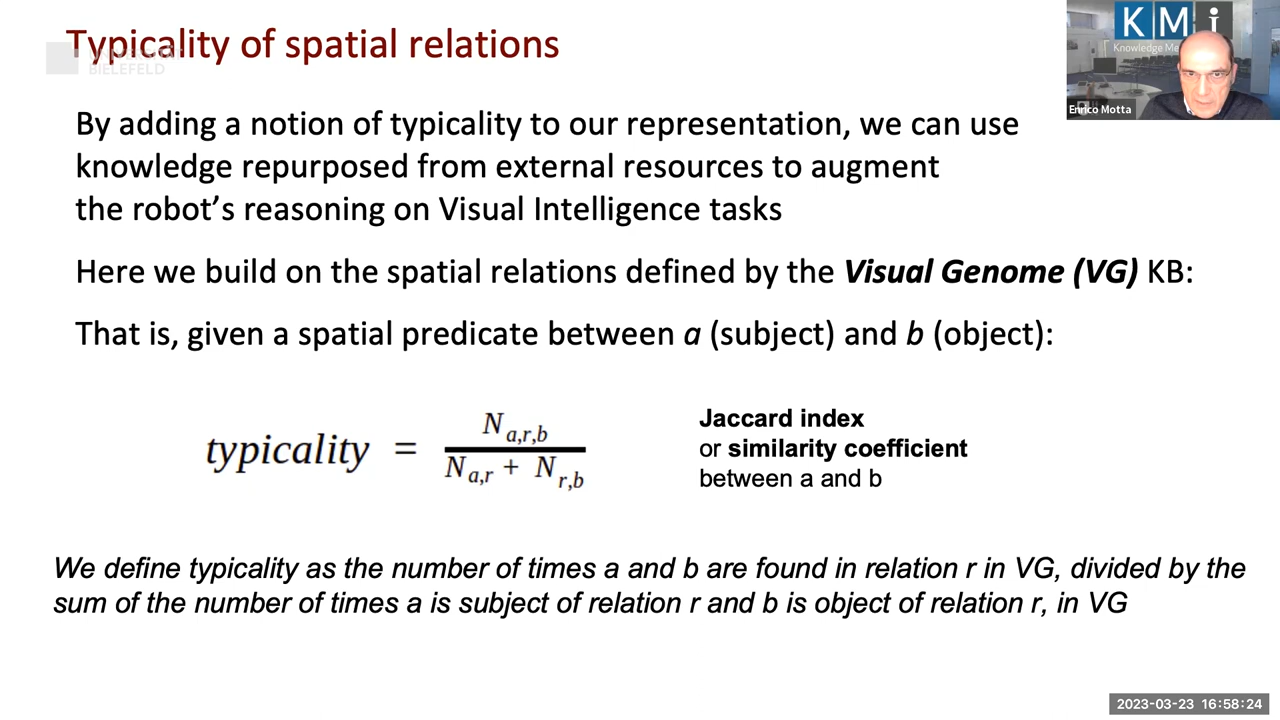 Typicality of spatial relations
BIELEFELD
KMi
Knowledge Me
Enrico Motta
By adding a notion of typicality to our representation, we can use
knowledge repurposed from external resources to augment
the robot’s reasoning on Visual Intelligence tasks
Here we build on the spatial relations defined by the Visual Genome (VG) KB:
That is, given a spatial predicate between a (subject) and b (object):
typicality = N a,r,b / N a,r + N r,b
Jaccard index
or similarity coefficient
between a and b
We define typicality as the number of times a and b are found in relation r in VG, divided by the
sum of the number of times a is subject of relation r and b is object of relation r, in VG
2023-03-23 16:58:24